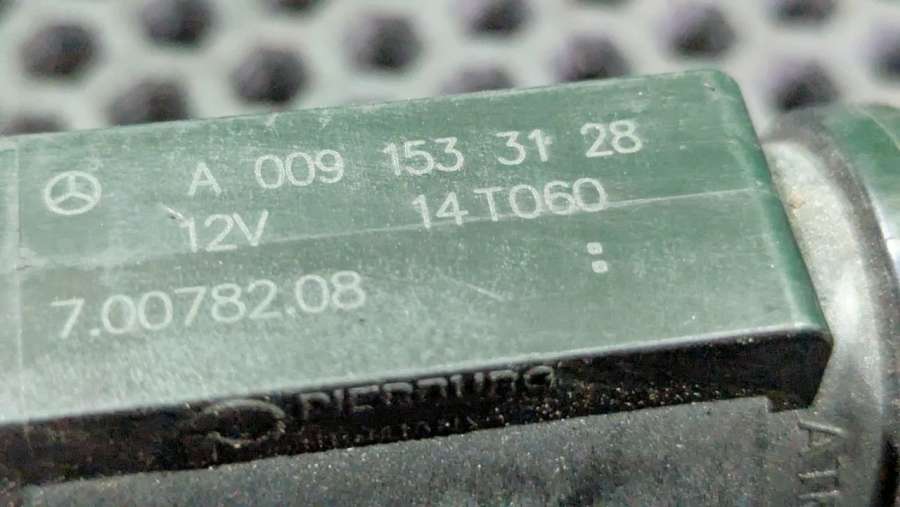 A 009 153 31 28
12V 14T060
7.00782.08
PIERBURG